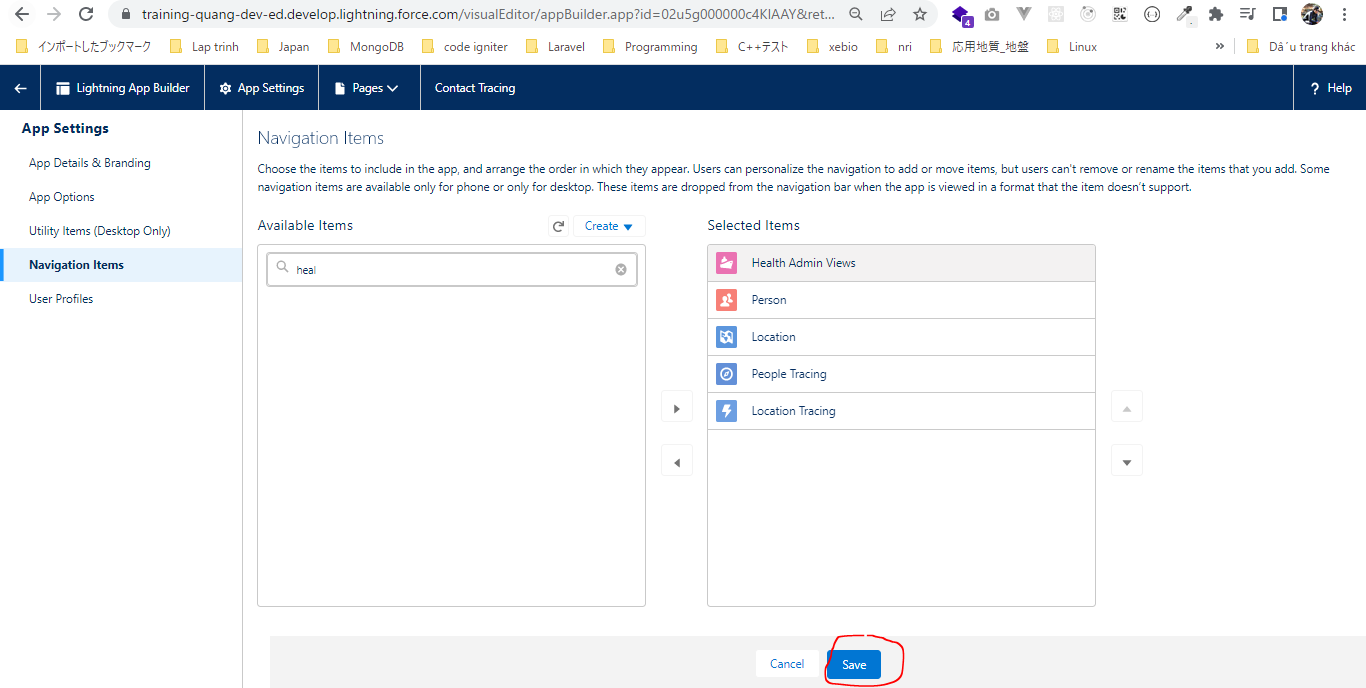 training-quang-dev-ed.develop.lightning.force.com/visualEditor/appBuilder.app?id=02u5g000000c4KIAAY&ret...
4
インポートしたブックマーク Lap trinh Japan MongoDB code igniter Laravel Programming C++テスト xebio nri 応用地質_地盤 Linux » Dấu trang khác
Lightning App Builder App Settings Pages Contact Tracing ? Help
App Settings
App Details & Branding
App Options
Utility Items (Desktop Only)
Navigation Items
User Profiles
Navigation Items
Choose the items to include in the app, and arrange the order in which they appear. Users can personalize the navigation to add or move items, but users can't remove or rename the items that you add. Some
navigation items are available only for phone or only for desktop. These items are dropped from the navigation bar when the app is viewed in a format that the item doesn't support.
Available Items Create
heal
Selected Items
Health Admin Views
Person
Location
People Tracing
Location Tracing
Cancel Save